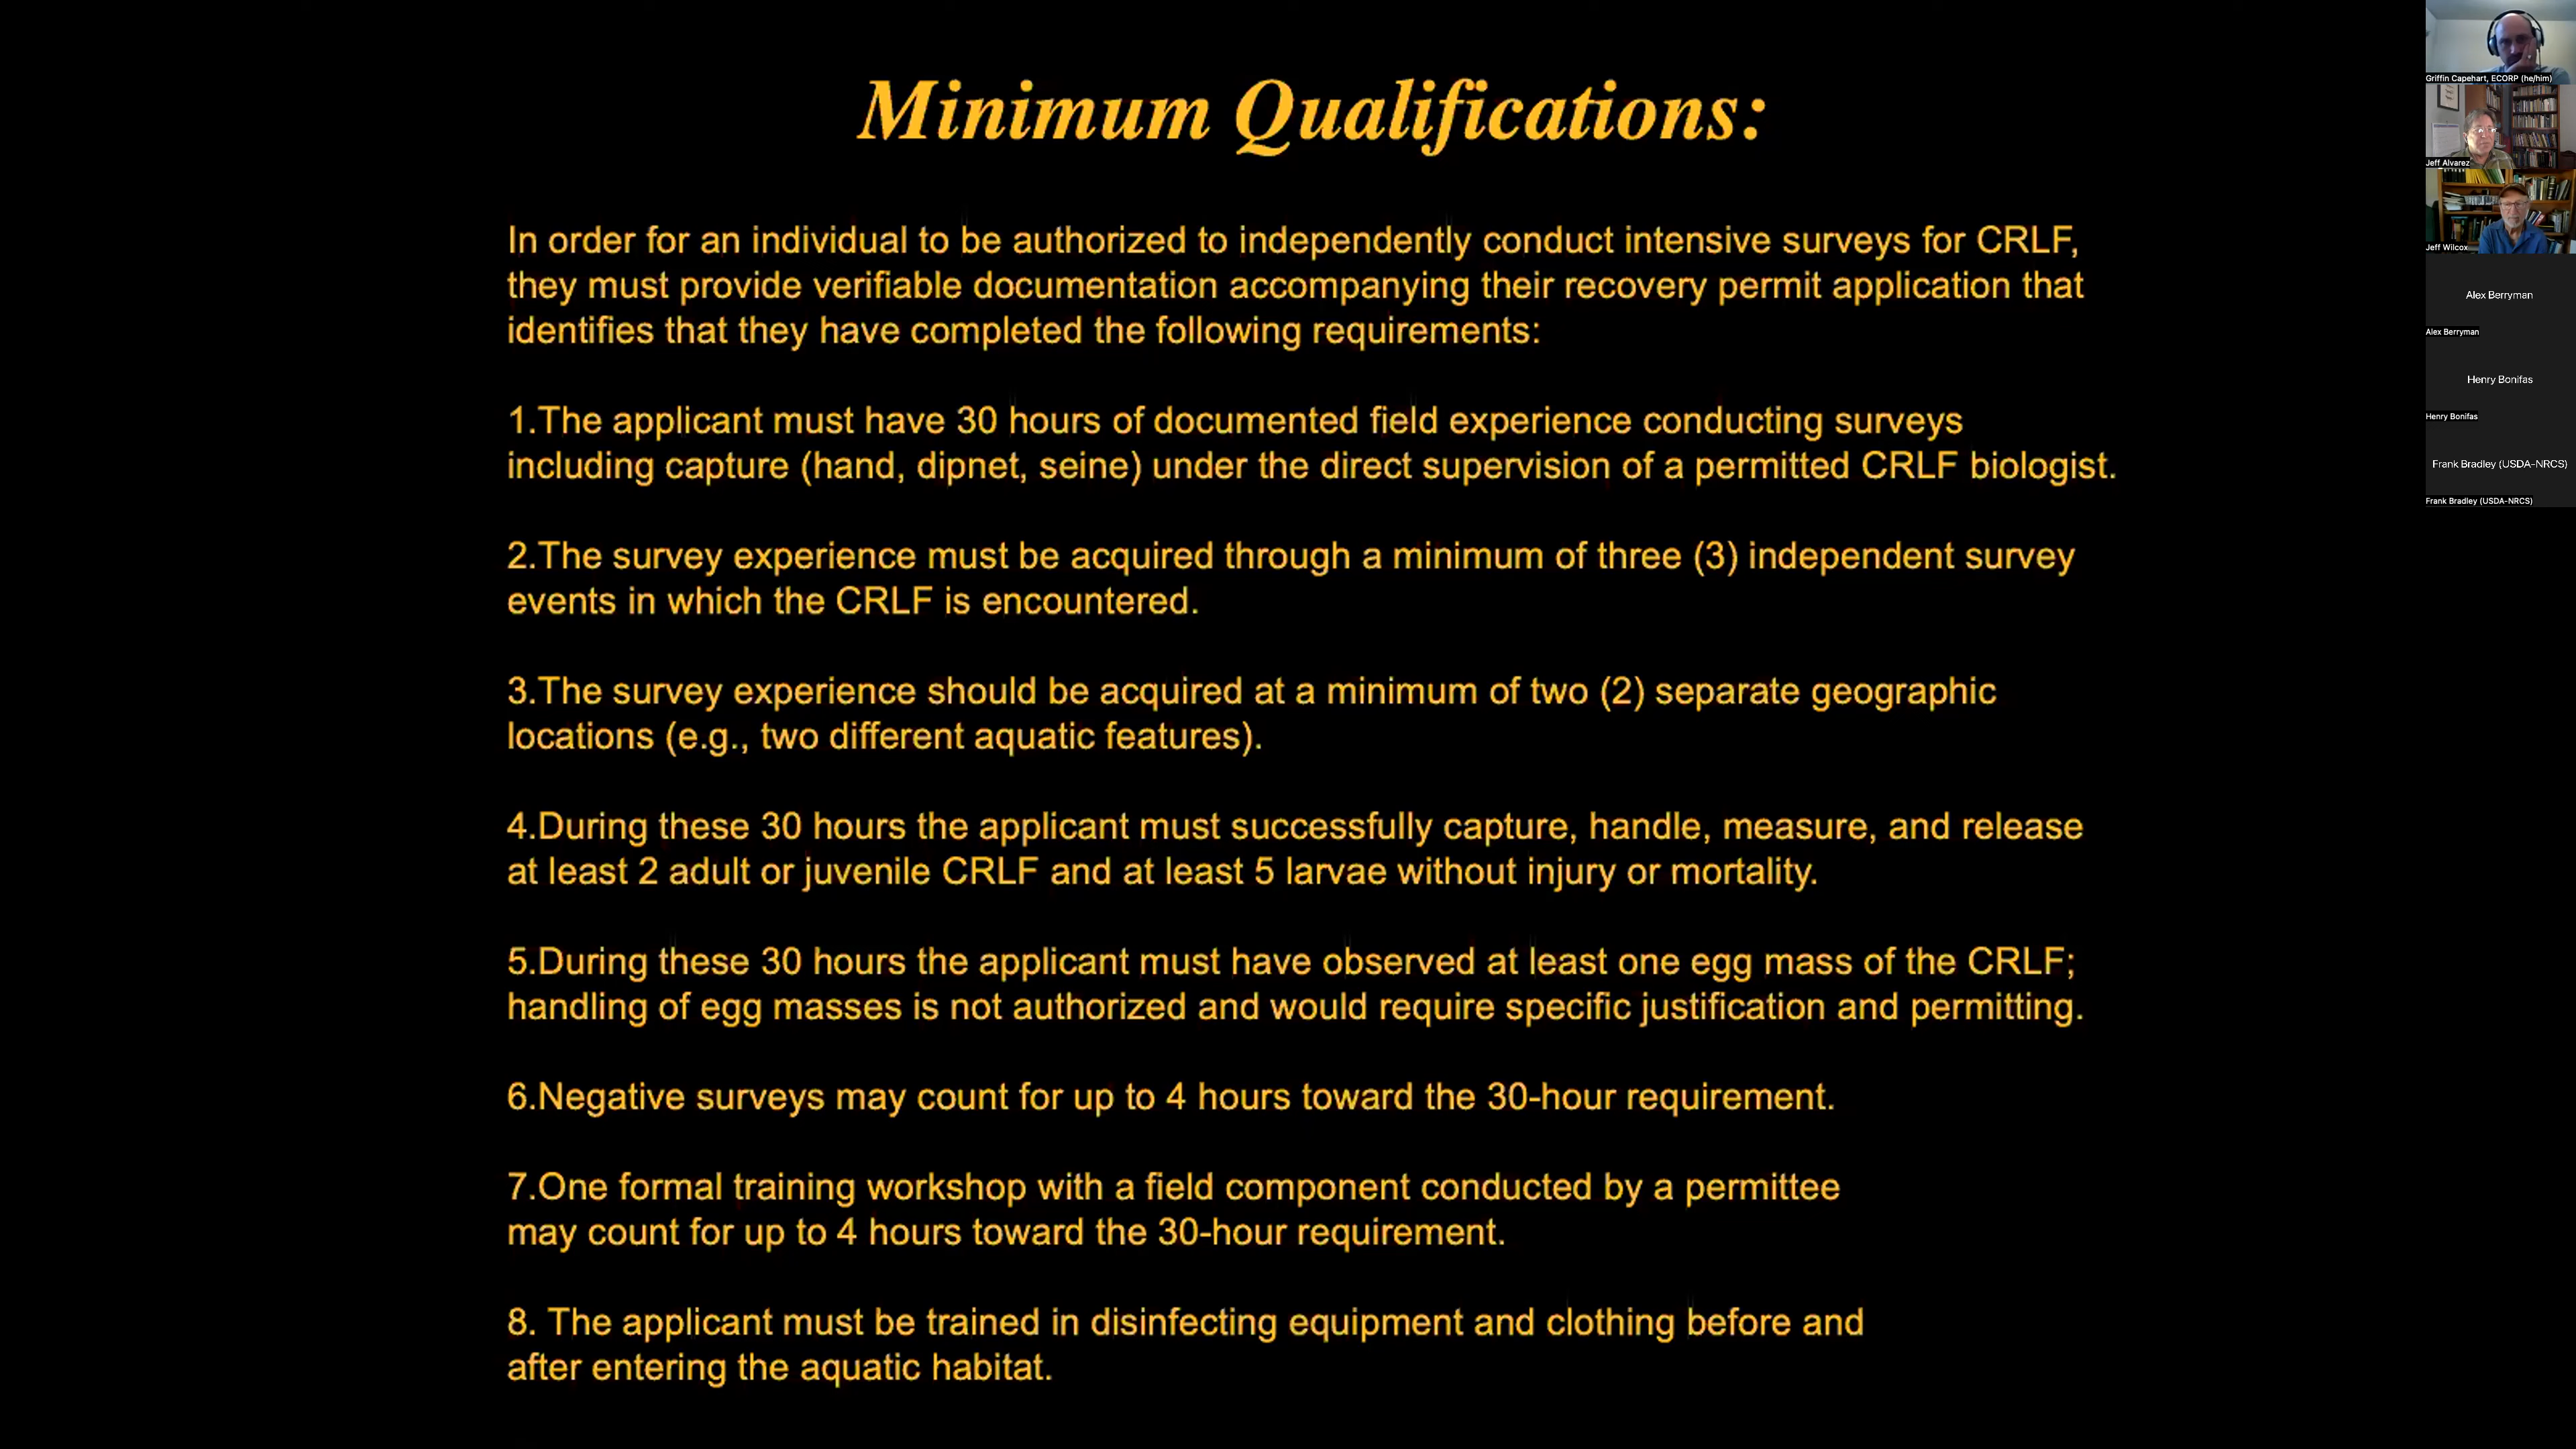 Minimum Qualifications:
In order for an individual to be authorized to independently conduct intensive surveys for CRLF,
they must provide verifiable documentation accompanying their recovery permit application that
identifies that they have completed the following requirements:
1.The applicant must have 30 hours of documented field experience conducting surveys
including capture (hand, dipnet, seine) under the direct supervision of a permitted CRLF biologist.
2.The survey experience must be acquired through a minimum of three (3) independent survey
events in which the CRLF is encountered.
3.The survey experience should be acquired at a minimum of two (2) separate geographic
locations (e.g., two different aquatic features).
4.During these 30 hours the applicant must successfully capture, handle, measure, and release
at least 2 adult or juvenile CRLF and at least 5 larvae without injury or mortality.
5.During these 30 hours the applicant must have observed at least one egg mass of the CRLF;
handling of egg masses is not authorized and would require specific justification and permitting.
6.Negative surveys may count for up to 4 hours toward the 30-hour requirement.
7.One formal training workshop with a field component conducted by a permittee
may count for up to 4 hours toward the 30-hour requirement.
8. The applicant must be trained in disinfecting equipment and clothing before and
after entering the aquatic habitat.
Griffin Capehart, ECORP (he/him)
Jeff Alvarez
Jeff Wilcox
Alex Berryman
Alex Berryman
Henry Bonifas
Henry Bonifas
Frank Bradley (USDA-NRCS)
Frank Bradley (USDA-NRCS)